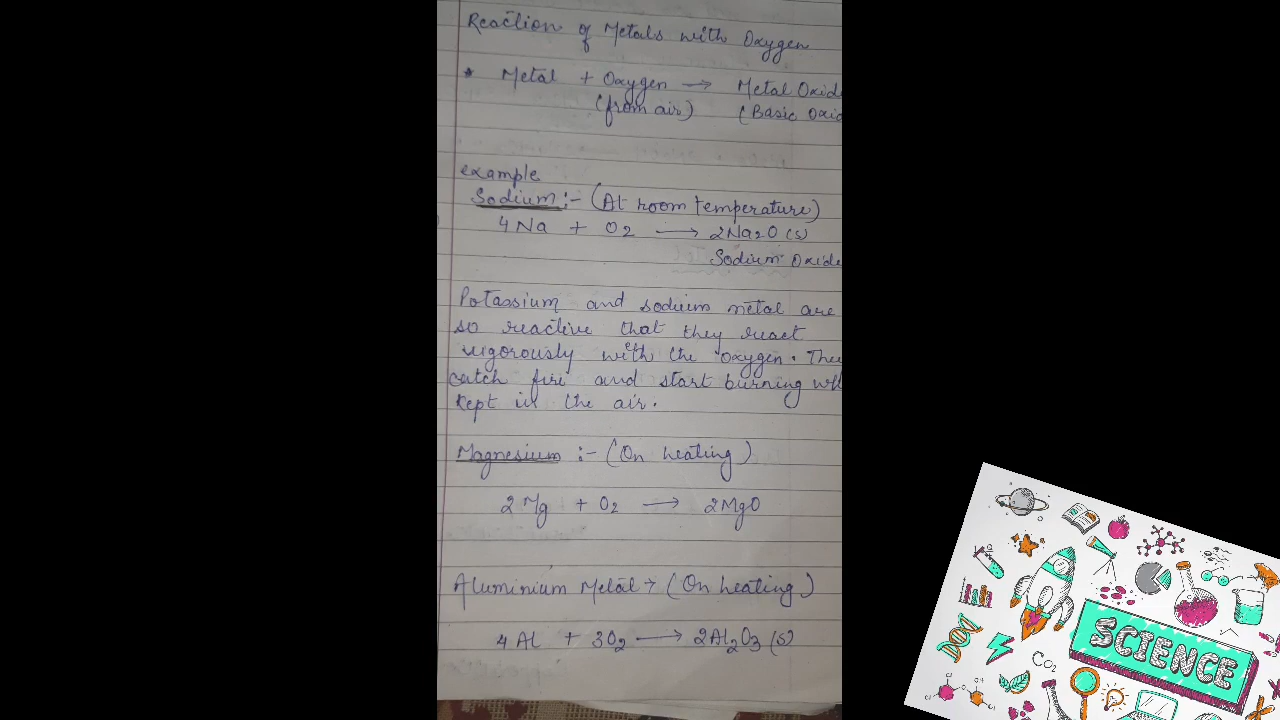 Reaction of Metals with Oxygen
* Metal + Oxygen → Metal Oxide
(from air) (Basic Oxid
example
Sodium :- (At room temperature)
4Na + O2 → 2Na2O (s)
Sodium Oxide
Potassium and sodium metal are
so reactive that they react
vigorously with the oxygen. They
catch fire and start burning wh
kept in the air.
Magnesium :- (On heating)
2Mg + O2 → 2MgO
Aluminium Metal → (On heating)
4Al + 3O2 → 2Al2O3 (s)
SCIENCE
CO2